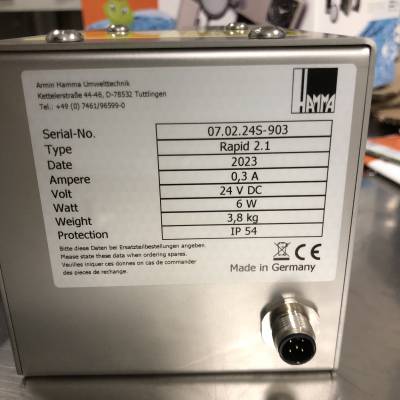 Armin Hamma Umwelttechnik
Kettelerstraße 44-46, D-78532 Tuttlingen
Tel.: +49 (0) 7461/96599-0
HAMMA
Serial-No. 07.02.24S-903
Type Rapid 2.1
Date 2023
Ampere 0,3 A
Volt 24 V DC
Watt 6 W
Weight 3,8 kg
Protection IP 54
Bitte diese Daten bei Ersatzteilbestellungen angeben.
Please state these data when ordering spares.
Veuillez iniquer ces donnes en cas de commander
des pieces de rechange.
CE
Made in Germany